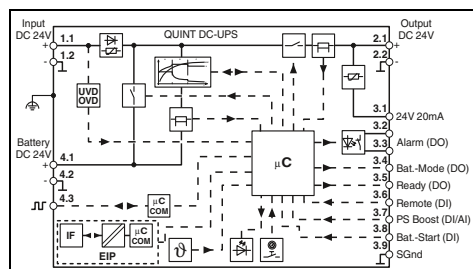 Input
DC 24V
QUINT DC-UPS
Output
DC 24V
1.1
+
1.2
-
2.1
+
2.2
-
UVD
OVD
3.1
24V 20mA
3.2
Alarm (DO)
3.3
Battery
DC 24V
4.1
+
4.2
-
4.3
µC
3.4
Bat.-Mode (DO)
3.5
Ready (DO)
3.6
Remote (DI)
3.7
PS Boost (DI/AI)
3.8
Bat.-Start (DI)
3.9
SGnd
µC
COM
IF
µC
COM
EIP
ϑ